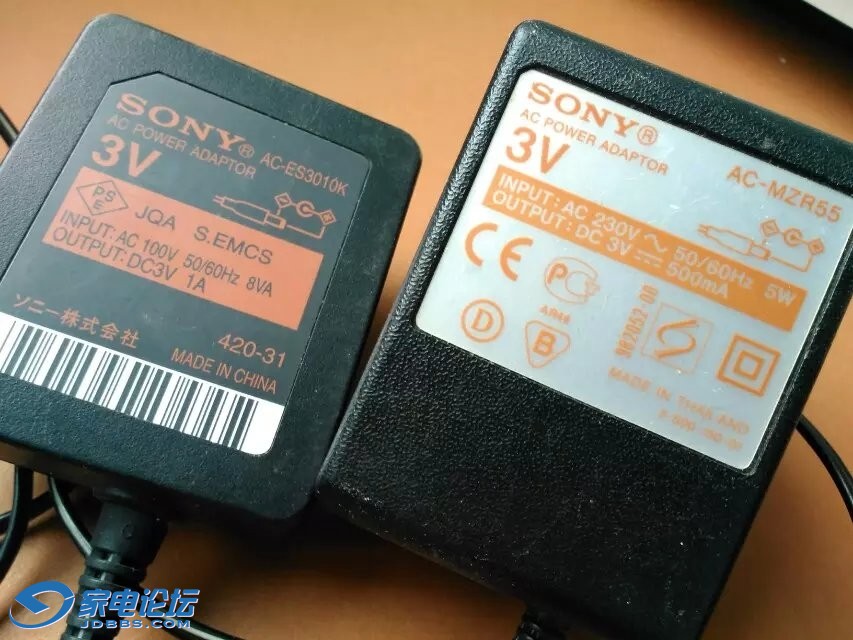 SONY®
AC POWER ADAPTOR AC-ES3010K
3V
PSE JQA S.EMCS
INPUT: AC 100V 50/60Hz 8VA
OUTPUT: DC3V 1A
ソニー株式会社 420-31
MADE IN CHINA
SONY®
AC POWER ADAPTOR AC-MZR55
3V
INPUT: AC 230V ~ 50/60Hz 5W
OUTPUT: DC 3V ⎓ 500mA
CE PC
D B S
MADE IN THAILAND
家电论坛
JDBBS.COM